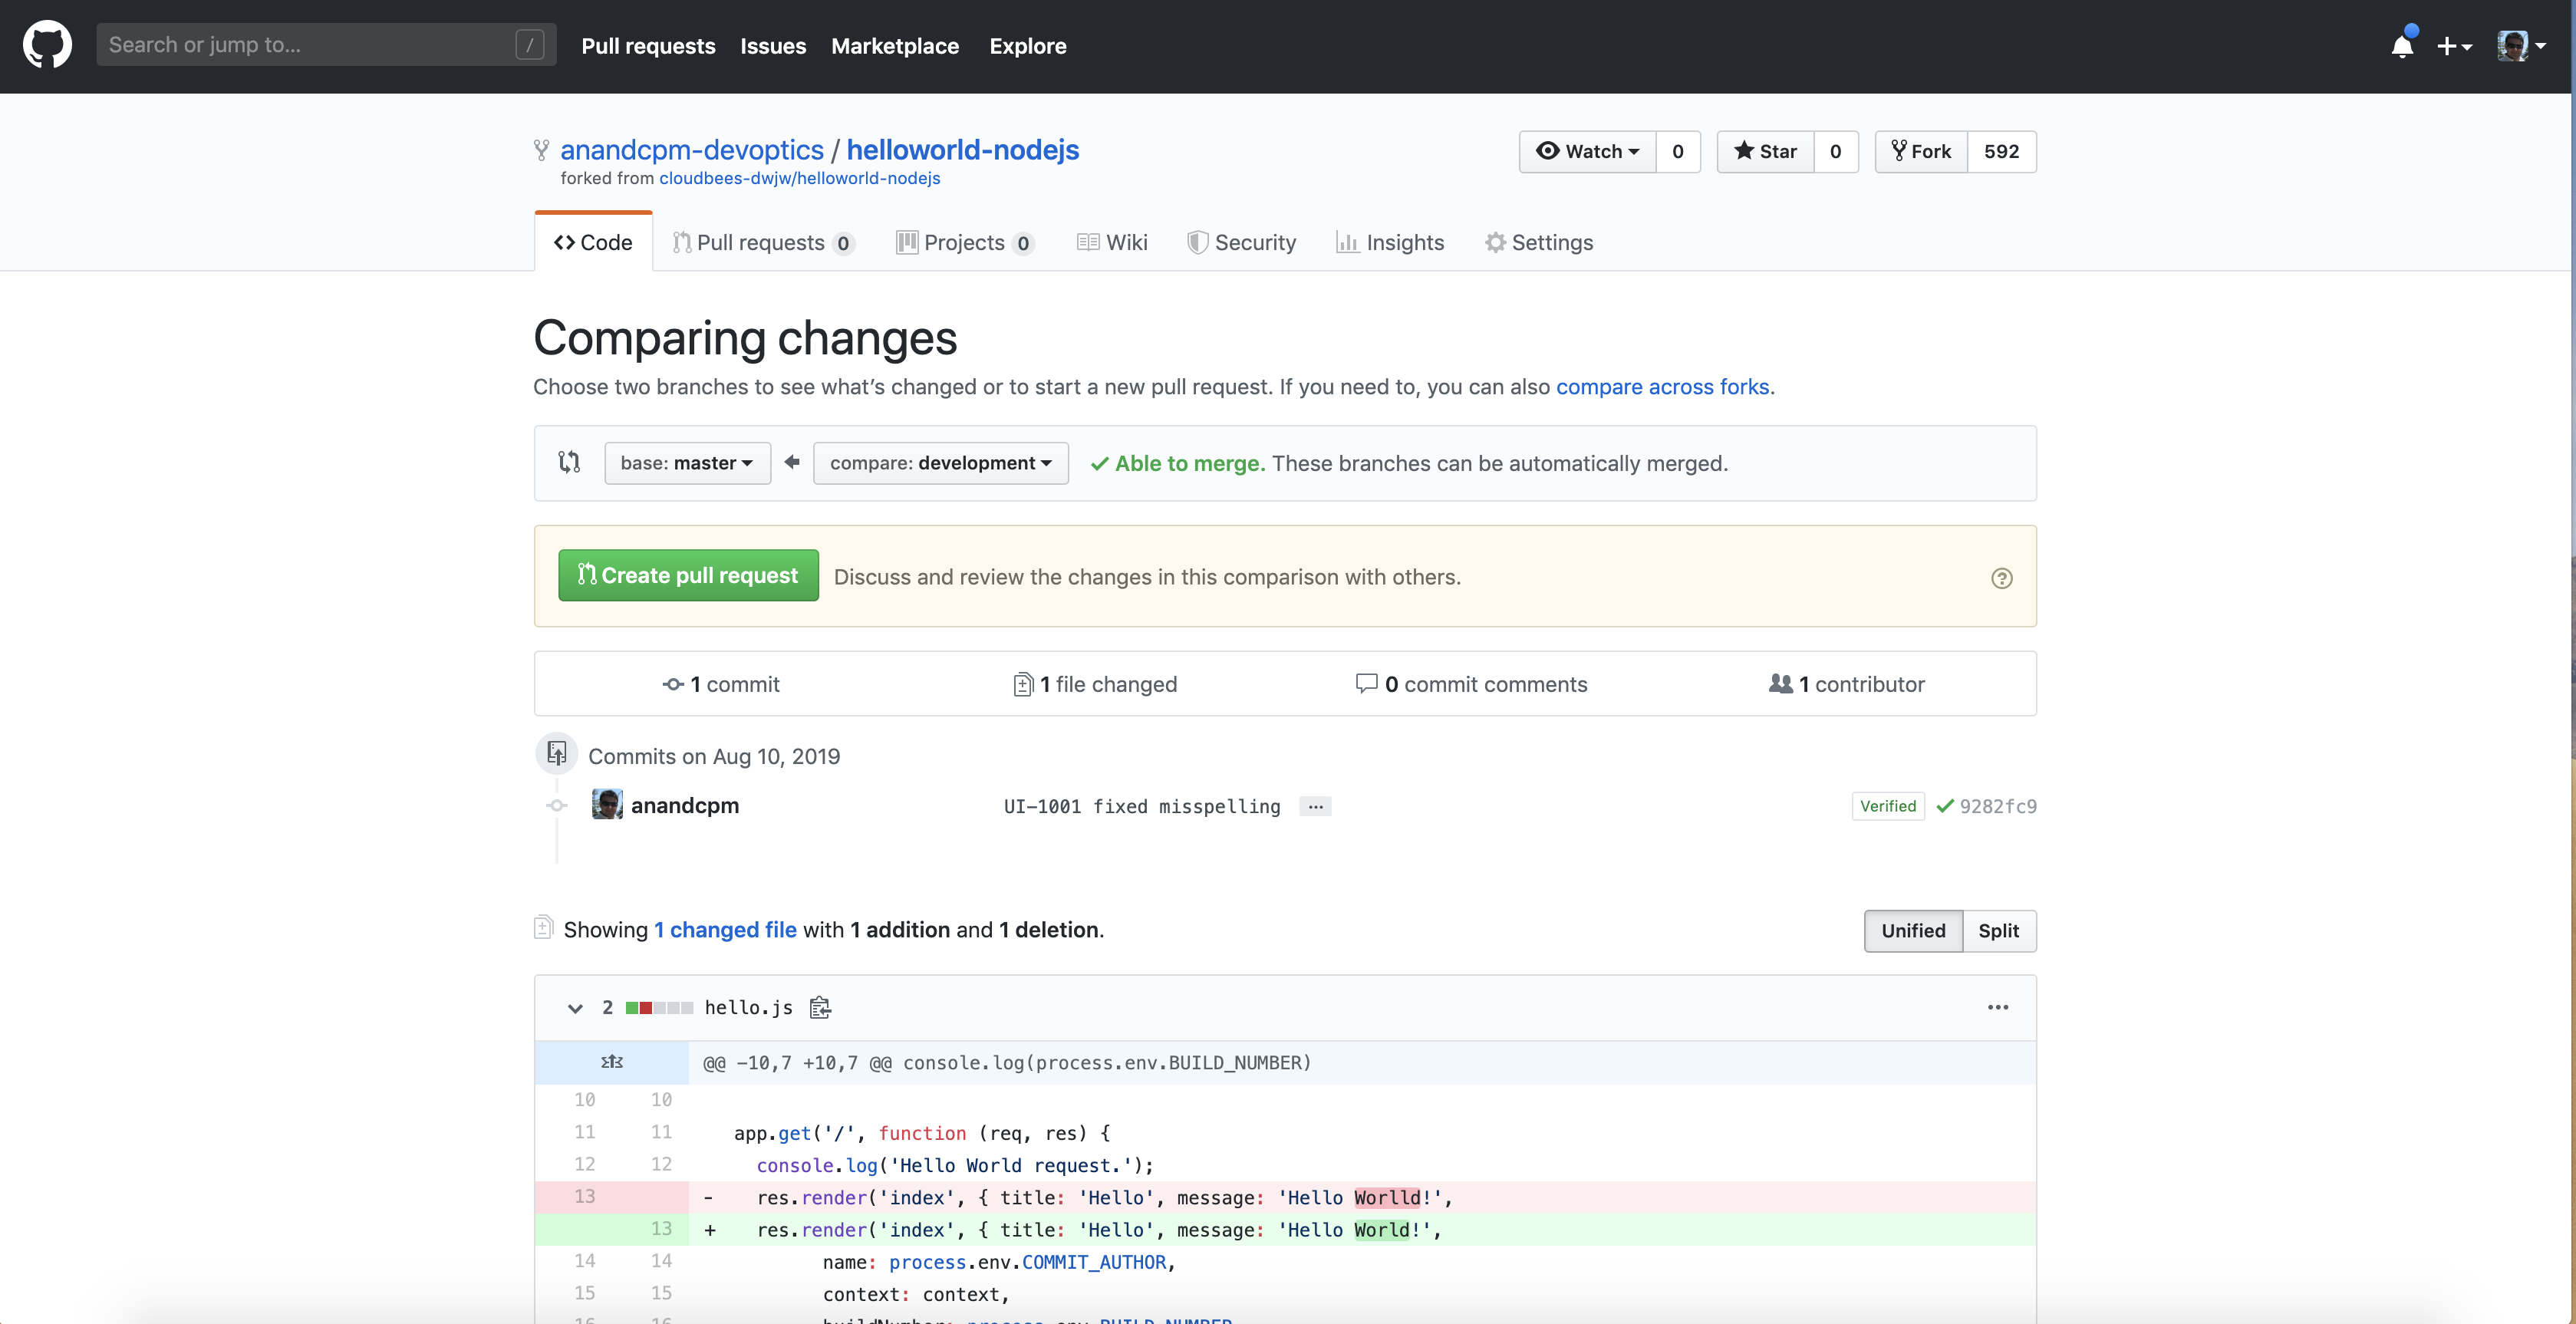 Search or jump to... /
Pull requests Issues Marketplace Explore
anandcpm-devoptics / helloworld-nodejs
forked from cloudbees-dwjw/helloworld-nodejs
Watch 0 Star 0 Fork 592
Code Pull requests 0 Projects 0 Wiki Security Insights Settings
Comparing changes
Choose two branches to see what’s changed or to start a new pull request. If you need to, you can also compare across forks.
base: master compare: development Able to merge. These branches can be automatically merged.
Create pull request Discuss and review the changes in this comparison with others.
1 commit 1 file changed 0 commit comments 1 contributor
Commits on Aug 10, 2019
anandcpm UI-1001 fixed misspelling ... Verified 9282fc9
Showing 1 changed file with 1 addition and 1 deletion.
Unified Split
2 hello.js
@@ -10,7 +10,7 @@ console.log(process.env.BUILD_NUMBER)
10 10
11 11 app.get('/', function (req, res) {
12 12 console.log('Hello World request.');
13 - res.render('index', { title: 'Hello', message: 'Hello Worlld!',
13 + res.render('index', { title: 'Hello', message: 'Hello World!',
14 14 name: process.env.COMMIT_AUTHOR,
15 15 context: context,
16 16 buildNumber: process.env.BUILD_NUMBER